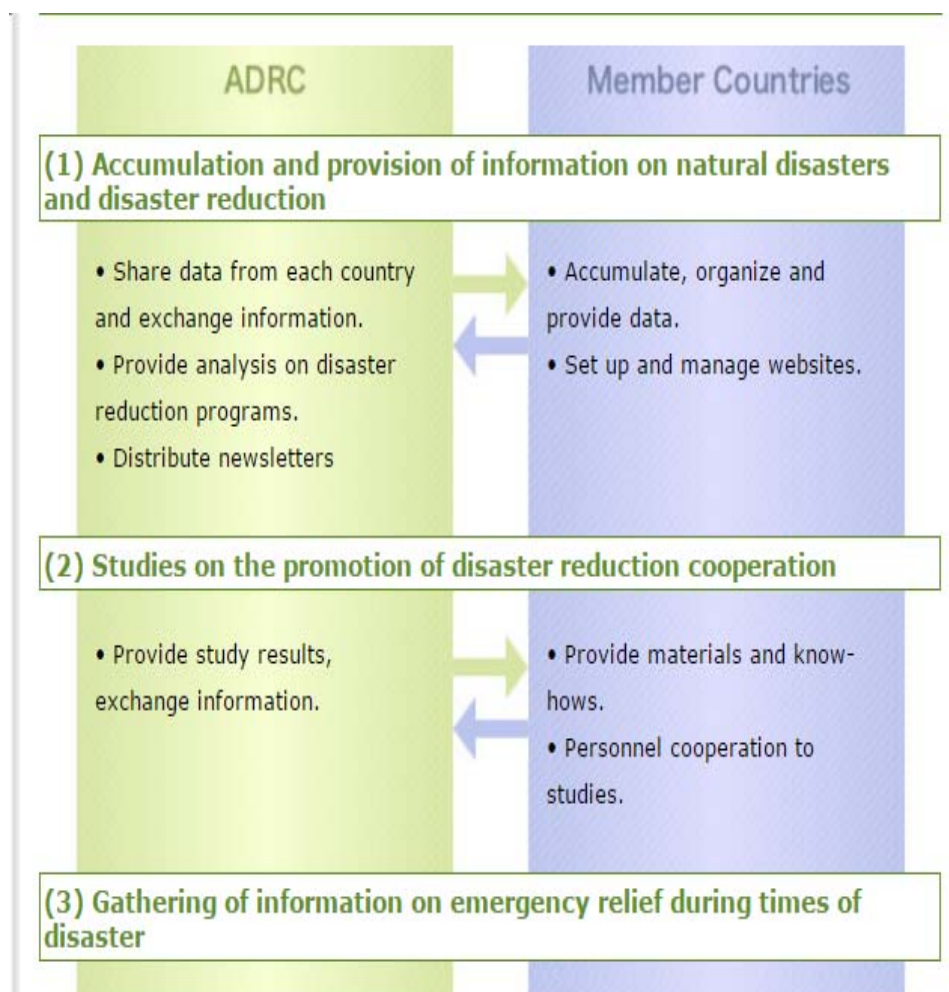 ADRC
Member Countries
(1) Accumulation and provision of information on natural disasters
and disaster reduction
• Share data from each country
and exchange information.
• Provide analysis on disaster
reduction programs.
• Distribute newsletters
• Accumulate, organize and
provide data.
• Set up and manage websites.
(2) Studies on the promotion of disaster reduction cooperation
• Provide study results,
exchange information.
• Provide materials and know-
hows.
• Personnel cooperation to
studies.
(3) Gathering of information on emergency relief during times of
disaster